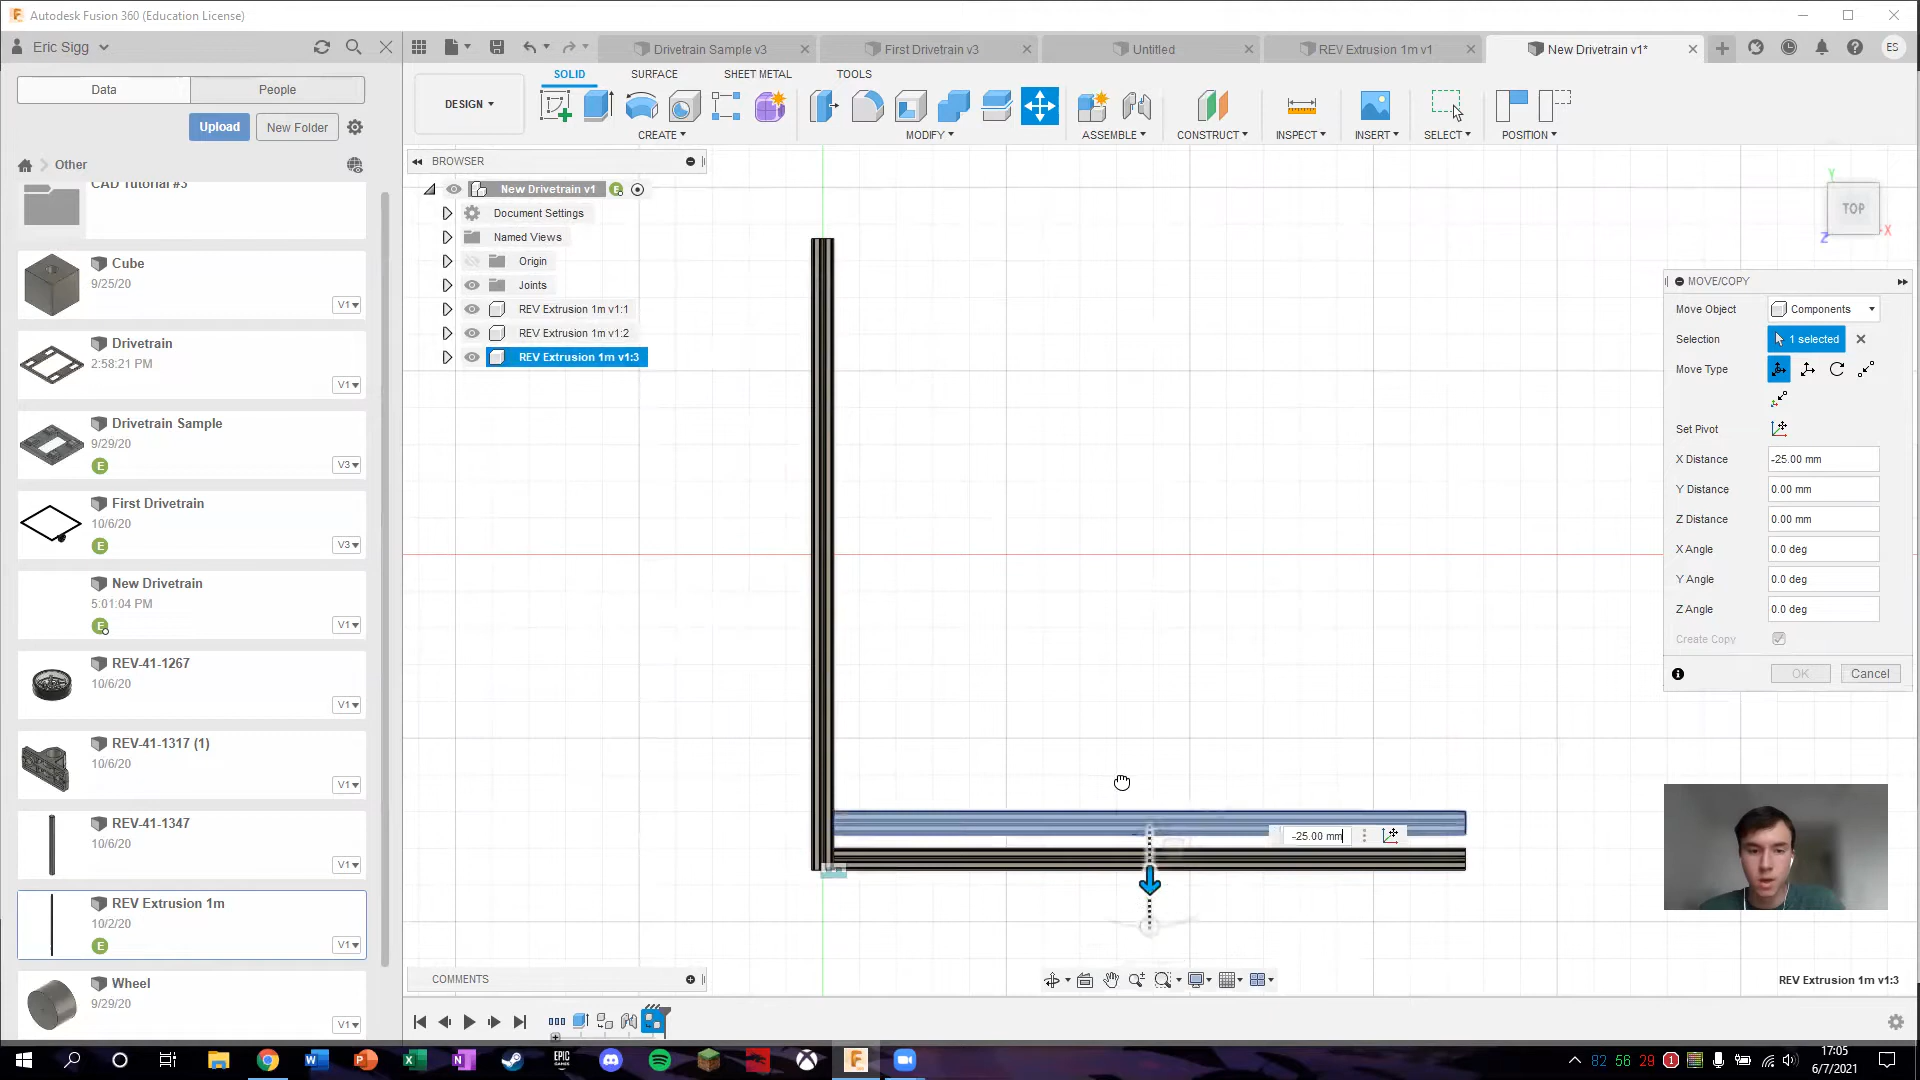 Autodesk Fusion 360 (Education License)
Eric Sigg
Drivetrain Sample v3
First Drivetrain v3
Untitled
REV Extrusion 1m v1
New Drivetrain v1*
ES
Data
People
Upload
New Folder
Other
CAD Tutorial #3
Cube
9/25/20
V1
Drivetrain
2:58:21 PM
V1
Drivetrain Sample
9/29/20
E
V3
First Drivetrain
10/6/20
E
V3
New Drivetrain
5:01:04 PM
E
V1
REV-41-1267
10/6/20
V1
REV-41-1317 (1)
10/6/20
V1
REV-41-1347
10/6/20
V1
REV Extrusion 1m
10/2/20
E
V1
Wheel
9/29/20
V1
SOLID
SURFACE
SHEET METAL
TOOLS
DESIGN
CREATE
MODIFY
ASSEMBLE
CONSTRUCT
INSPECT
INSERT
SELECT
POSITION
BROWSER
New Drivetrain v1
E
Document Settings
Named Views
Origin
Joints
REV Extrusion 1m v1:1
REV Extrusion 1m v1:2
REV Extrusion 1m v1:3
Y
TOP
X
Z
MOVE/COPY
Move Object
Components
Selection
1 selected
Move Type
Set Pivot
X Distance
-25.00 mm
Y Distance
0.00 mm
Z Distance
0.00 mm
X Angle
0.0 deg
Y Angle
0.0 deg
Z Angle
0.0 deg
Create Copy
OK
Cancel
-25.00 mm
COMMENTS
REV Extrusion 1m v1:3
EPIC GAMES
82 56 29
17:05
6/7/2021